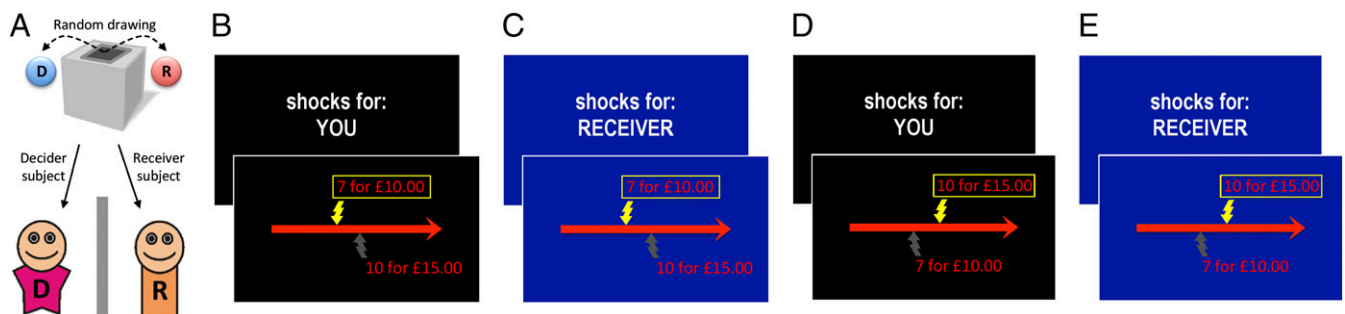 A
Random drawing
D
R
Decider
subject
Receiver
subject
D
R
B
shocks for:
YOU
7 for £10.00
10 for £15.00
C
shocks for:
RECEIVER
7 for £10.00
10 for £15.00
D
shocks for:
YOU
10 for £15.00
7 for £10.00
E
shocks for:
RECEIVER
10 for £15.00
7 for £10.00